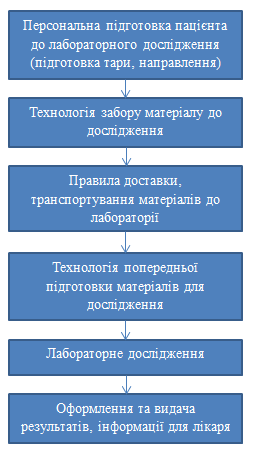 Персональна підготовка пацієнта
до лабораторного дослідження
(підготовка тари, направлення)
Технологія забору матеріалу до
дослідження
Правила доставки,
транспортування матеріалів до
лабораторії
Технологія попередньої
підготовки матеріалів для
дослідження
Лабораторне дослідження
Оформлення та видача
результатів, інформації для лікаря